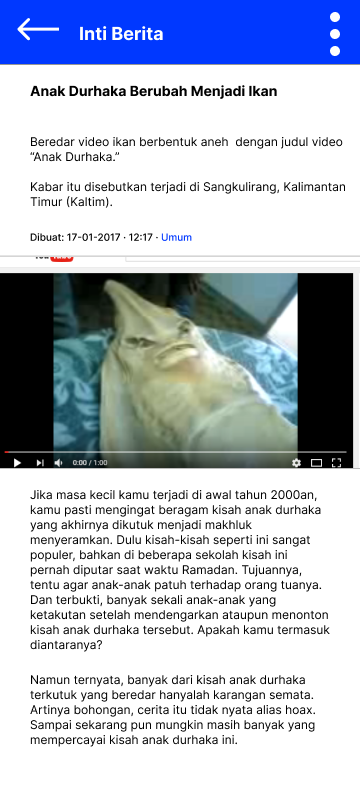 Inti Berita
Anak Durhaka Berubah Menjadi Ikan
Beredar video ikan berbentuk aneh dengan judul video
“Anak Durhaka.”
Kabar itu disebutkan terjadi di Sangkulirang, Kalimantan
Timur (Kaltim).
Dibuat: 17-01-2017 · 12:17 · Umum
0:00 / 1:00
Jika masa kecil kamu terjadi di awal tahun 2000an,
kamu pasti mengingat beragam kisah anak durhaka
yang akhirnya dikutuk menjadi makhluk
menyeramkan. Dulu kisah-kisah seperti ini sangat
populer, bahkan di beberapa sekolah kisah ini
pernah diputar saat waktu Ramadan. Tujuannya,
tentu agar anak-anak patuh terhadap orang tuanya.
Dan terbukti, banyak sekali anak-anak yang
ketakutan setelah mendengarkan ataupun menonton
kisah anak durhaka tersebut. Apakah kamu termasuk
diantaranya?
Namun ternyata, banyak dari kisah anak durhaka
terkutuk yang beredar hanyalah karangan semata.
Artinya bohongan, cerita itu tidak nyata alias hoax.
Sampai sekarang pun mungkin masih banyak yang
mempercayai kisah anak durhaka ini.